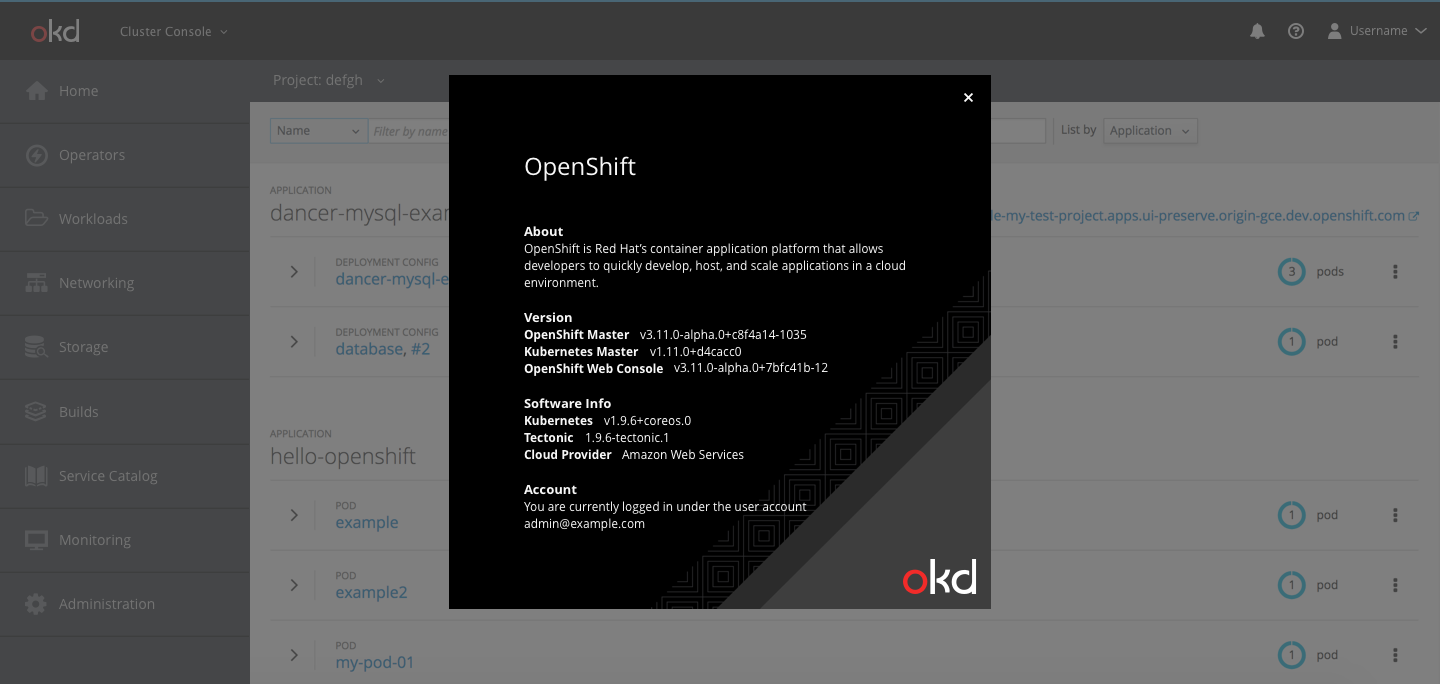 okd
Cluster Console
Username
Home
Operators
Workloads
Networking
Storage
Builds
Service Catalog
Monitoring
Administration
Project: defgh
Name
Filter by name
List by
Application
APPLICATION
dancer-mysql-exa
le-my-test-project.apps.ui-preserve.origin-gce.dev.openshift.com
DEPLOYMENT CONFIG
dancer-mysql-e
3 pods
DEPLOYMENT CONFIG
database, #2
1 pod
APPLICATION
hello-openshift
POD
example
1 pod
POD
example2
1 pod
POD
my-pod-01
1 pod
OpenShift
About
OpenShift is Red Hat’s container application platform that allows
developers to quickly develop, host, and scale applications in a cloud
environment.
Version
OpenShift Master v3.11.0-alpha.0+c8f4a14-1035
Kubernetes Master v1.11.0+d4cacc0
OpenShift Web Console v3.11.0-alpha.0+7bfc41b-12
Software Info
Kubernetes v1.9.6+coreos.0
Tectonic 1.9.6-tectonic.1
Cloud Provider Amazon Web Services
Account
You are currently logged in under the user account
admin@example.com
okd